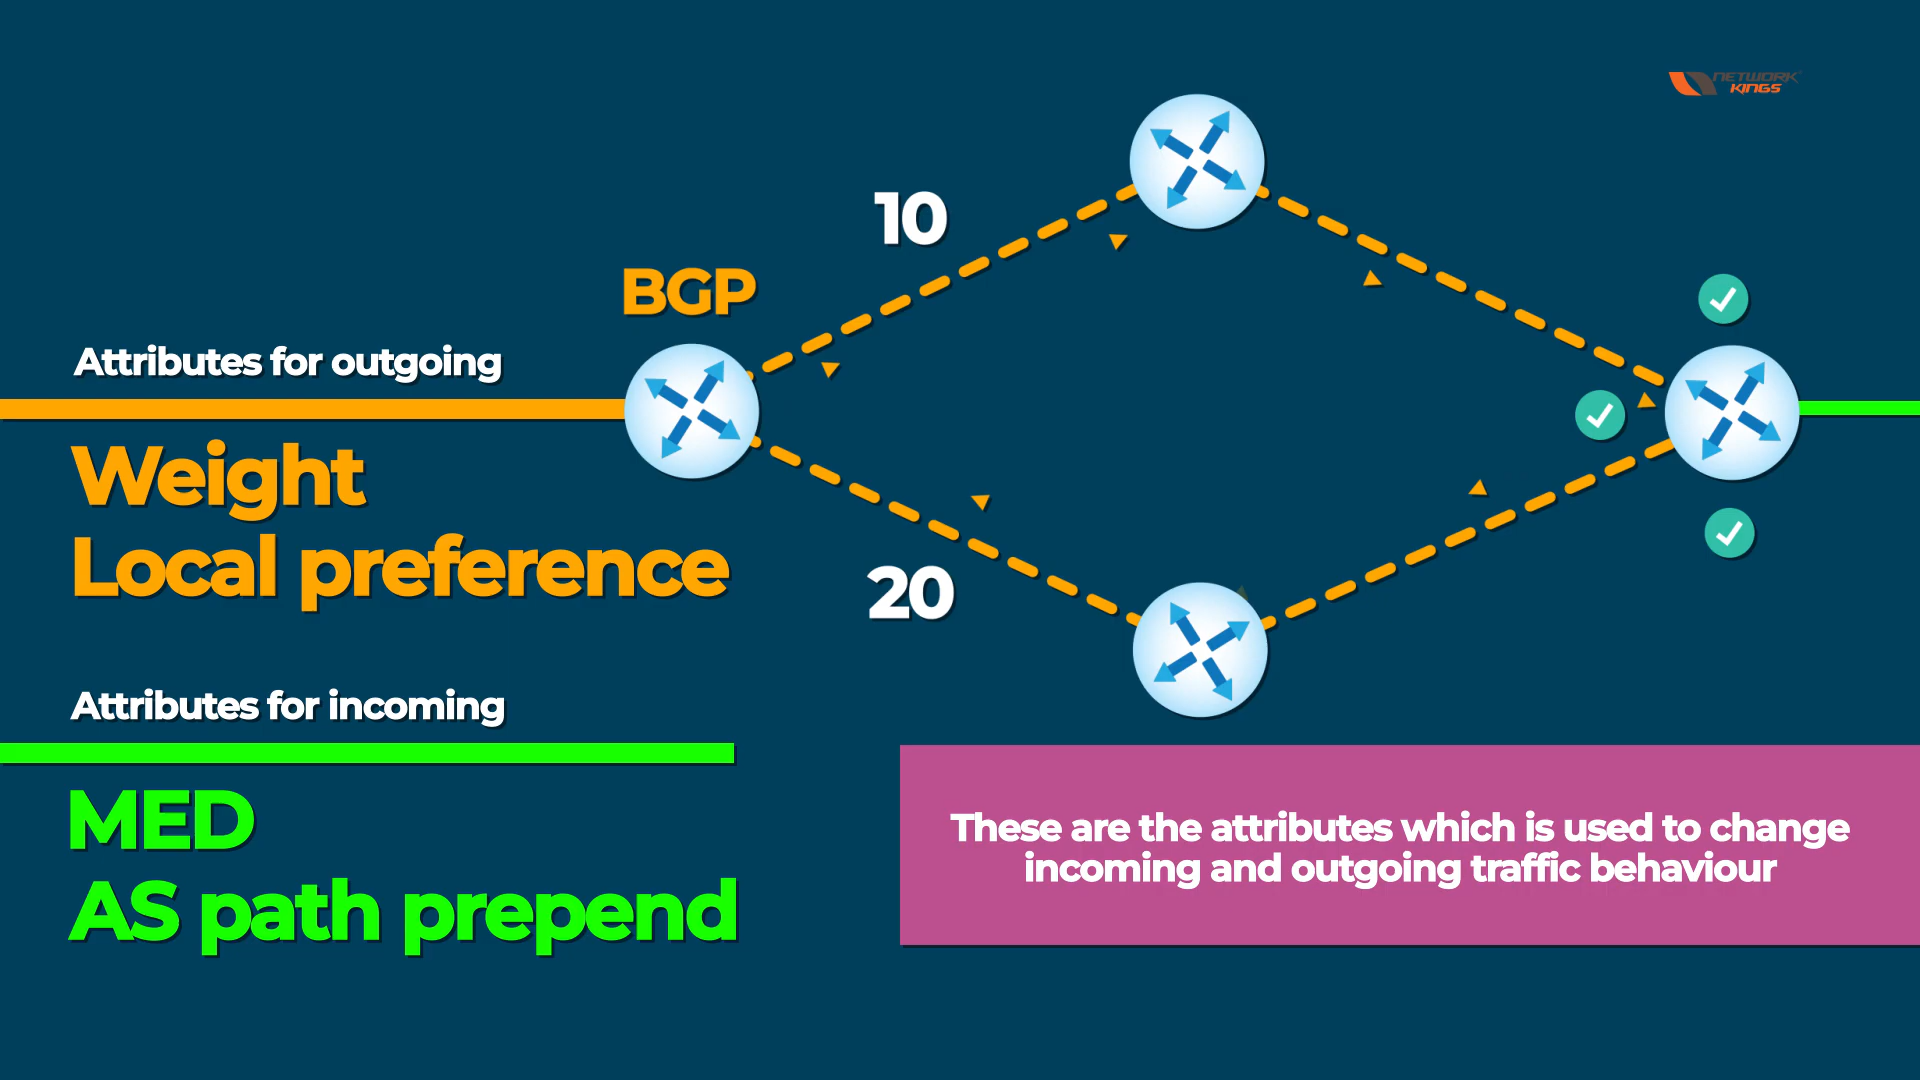 NETWORK
KINGS
10
BGP
Attributes for outgoing
Weight
Local preference
20
Attributes for incoming
MED
AS path prepend
These are the attributes which is used to change
incoming and outgoing traffic behaviour